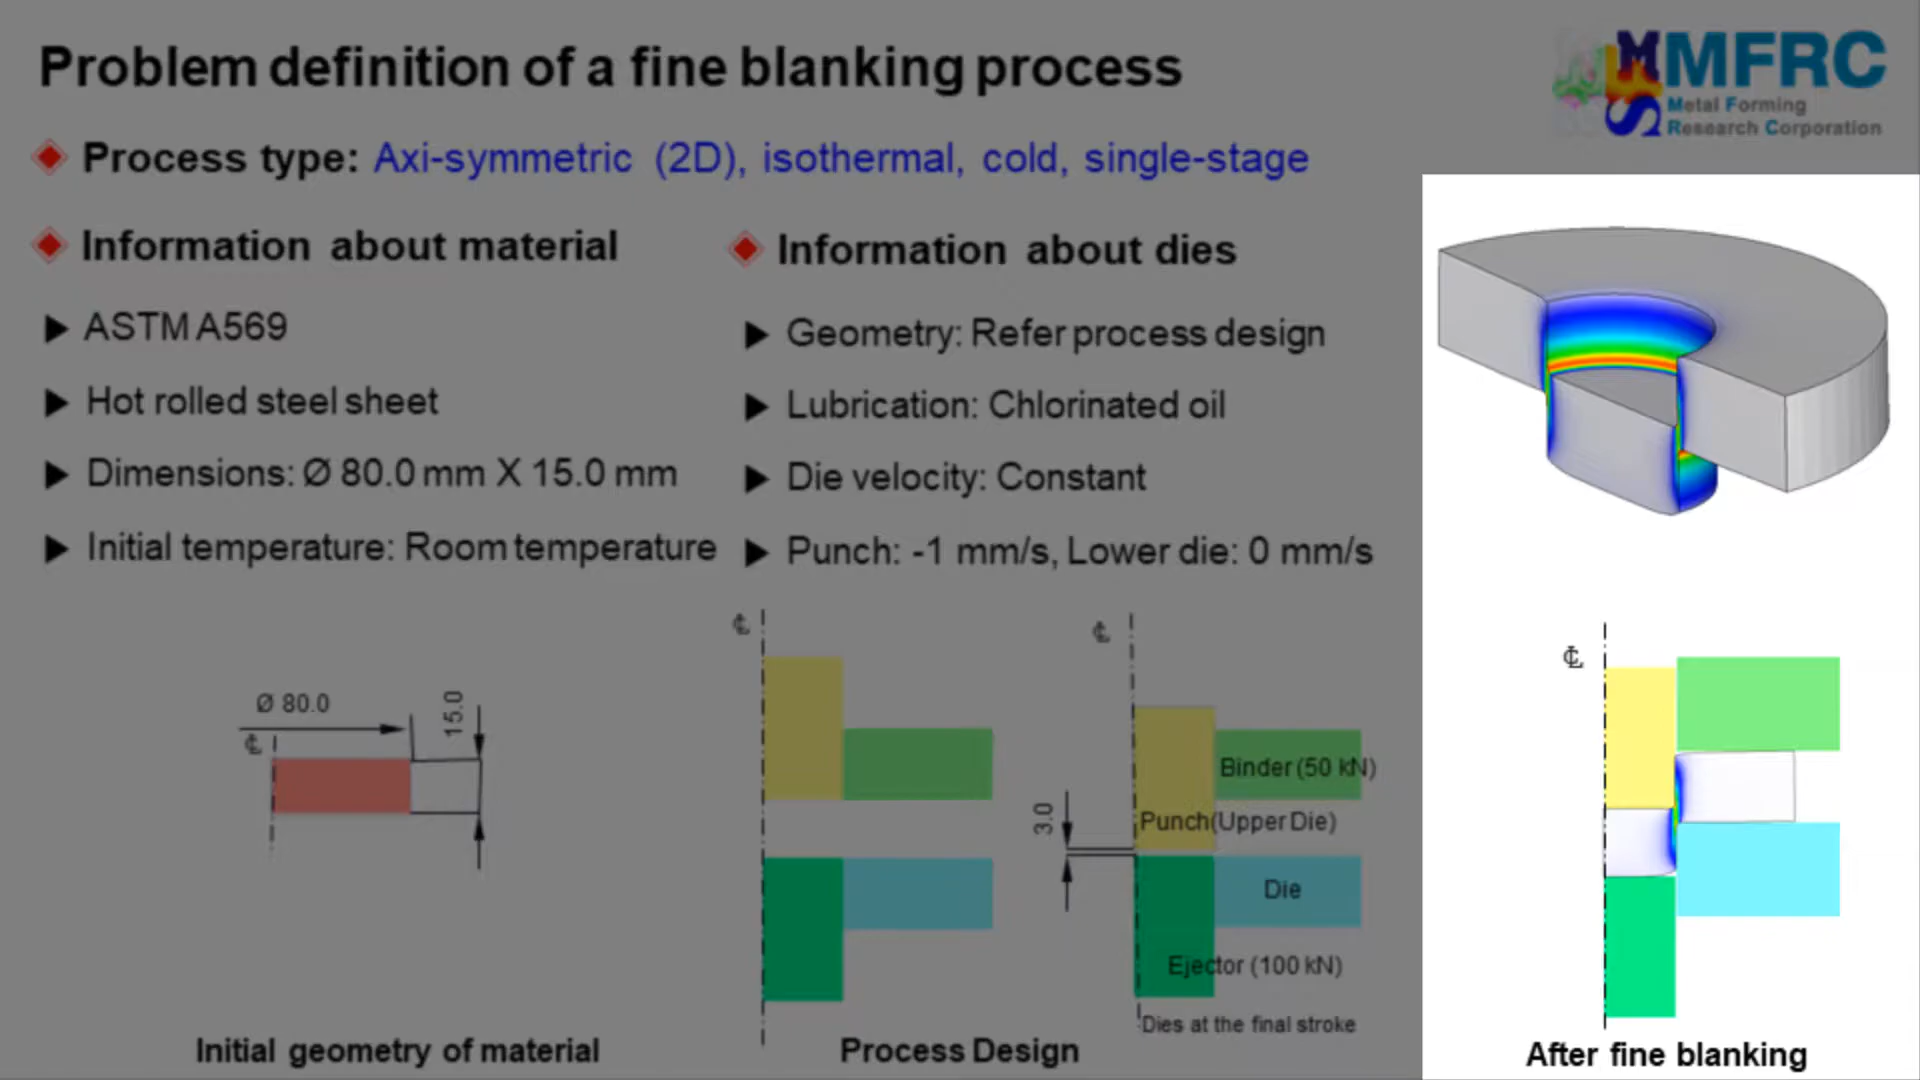 Problem definition of a fine blanking process
MFRC
Metal Forming
Research Corporation
Process type: Axi-symmetric (2D), isothermal, cold, single-stage
Information about material
ASTM A569
Hot rolled steel sheet
Dimensions: Ø 80.0 mm X 15.0 mm
Initial temperature: Room temperature
Information about dies
Geometry: Refer process design
Lubrication: Chlorinated oil
Die velocity: Constant
Punch: -1 mm/s, Lower die: 0 mm/s
Ø 80.0
15.0
℄
Initial geometry of material
℄
℄
Binder (50 kN)
3.0
Punch(Upper Die)
Die
Ejector (100 kN)
Dies at the final stroke
Process Design
℄
After fine blanking